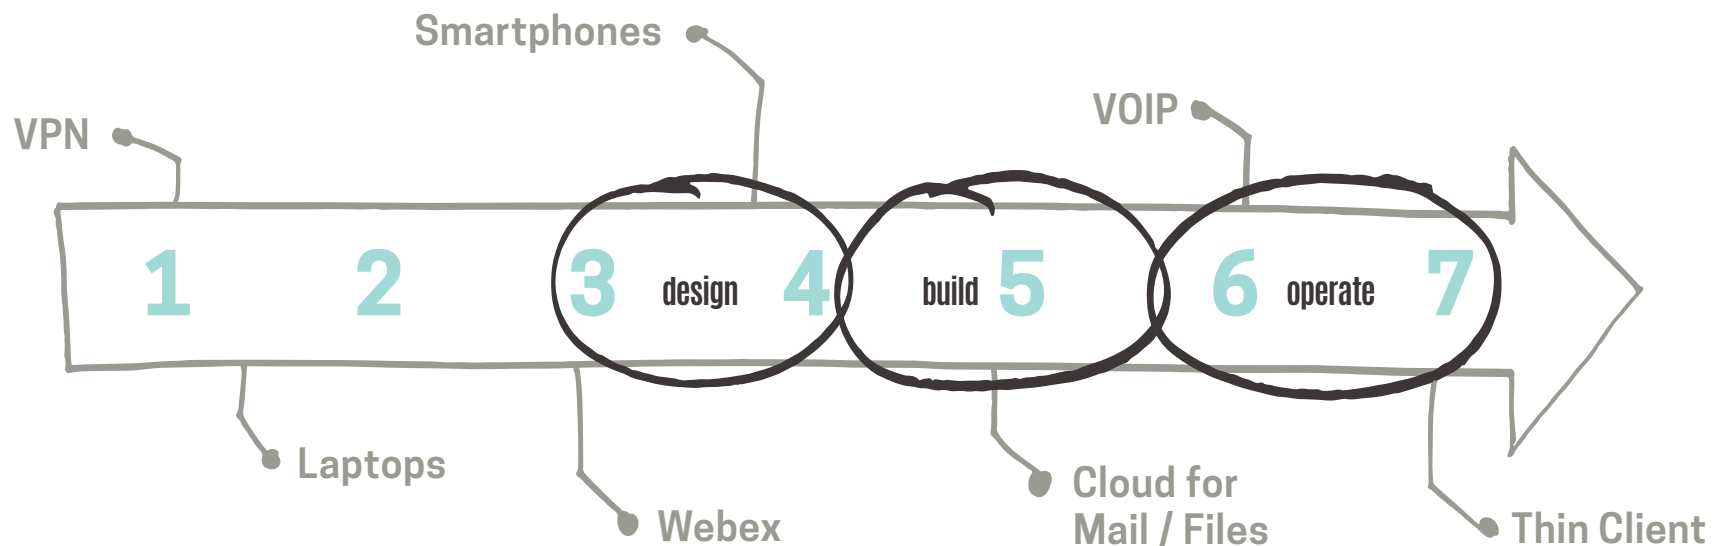 Smartphones
VPN
VOIP
1 2 3 design 4 build 5 6 operate 7
Laptops
Webex
Cloud for
Mail / Files
Thin Client